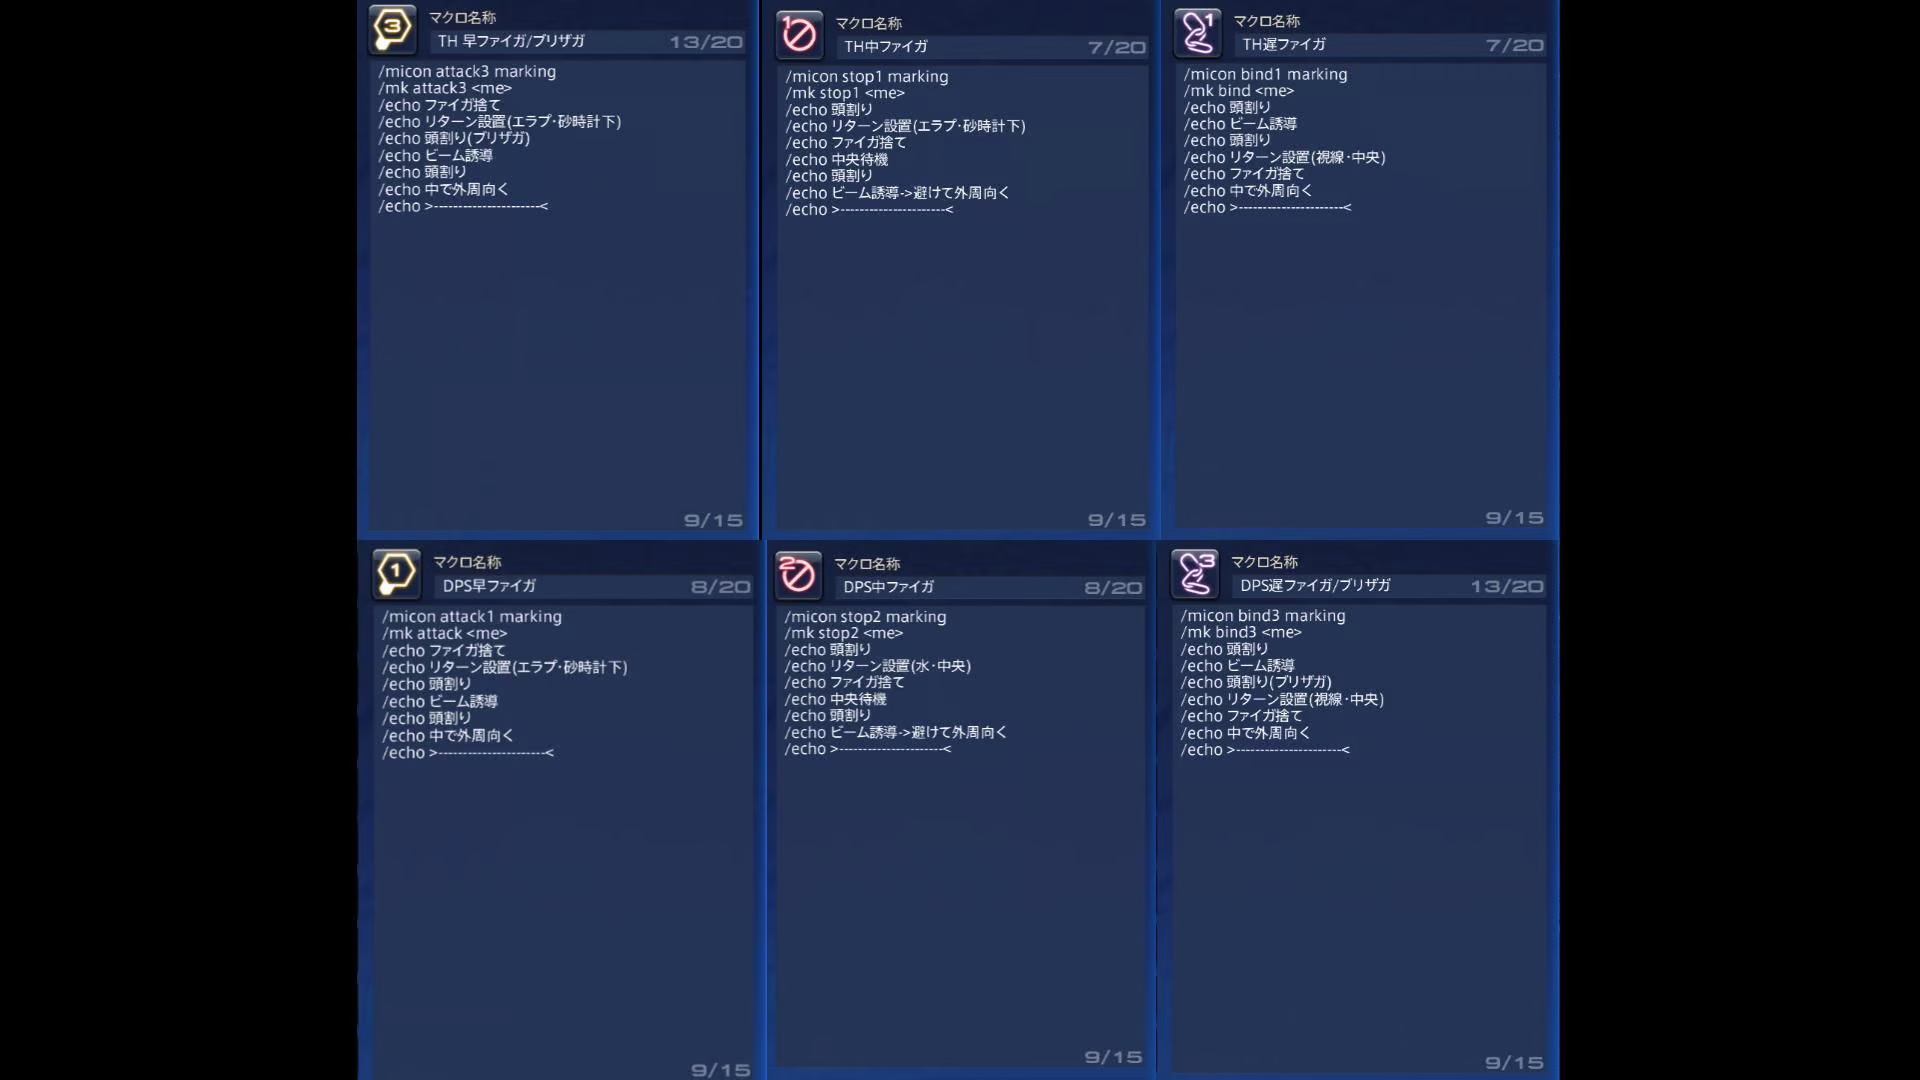 3
マクロ名称
TH 早ファイガ/ブリザガ
13/20
/micon attack3 marking
/mk attack3 <me>
/echo ファイガ捨て
/echo リターン設置(エラプ・砂時計下)
/echo 頭割り(ブリザガ)
/echo ビーム誘導
/echo 頭割り
/echo 中で外周向く
/echo >----------------------<
9/15
1
マクロ名称
TH中ファイガ
7/20
/micon stop1 marking
/mk stop1 <me>
/echo 頭割り
/echo リターン設置(エラプ・砂時計下)
/echo ファイガ捨て
/echo 中央待機
/echo 頭割り
/echo ビーム誘導->避けて外周向く
/echo >----------------------<
9/15
1
マクロ名称
TH遅ファイガ
7/20
/micon bind1 marking
/mk bind <me>
/echo 頭割り
/echo ビーム誘導
/echo 頭割り
/echo リターン設置(視線・中央)
/echo ファイガ捨て
/echo 中で外周向く
/echo >----------------------<
9/15
1
マクロ名称
DPS早ファイガ
8/20
/micon attack1 marking
/mk attack <me>
/echo ファイガ捨て
/echo リターン設置(エラプ・砂時計下)
/echo 頭割り
/echo ビーム誘導
/echo 頭割り
/echo 中で外周向く
/echo >----------------------<
9/15
2
マクロ名称
DPS中ファイガ
8/20
/micon stop2 marking
/mk stop2 <me>
/echo 頭割り
/echo リターン設置(水・中央)
/echo ファイガ捨て
/echo 中央待機
/echo 頭割り
/echo ビーム誘導->避けて外周向く
/echo >----------------------<
9/15
3
マクロ名称
DPS遅ファイガ/ブリザガ
13/20
/micon bind3 marking
/mk bind3 <me>
/echo 頭割り
/echo ビーム誘導
/echo 頭割り(ブリザガ)
/echo リターン設置(視線・中央)
/echo ファイガ捨て
/echo 中で外周向く
/echo >----------------------<
9/15